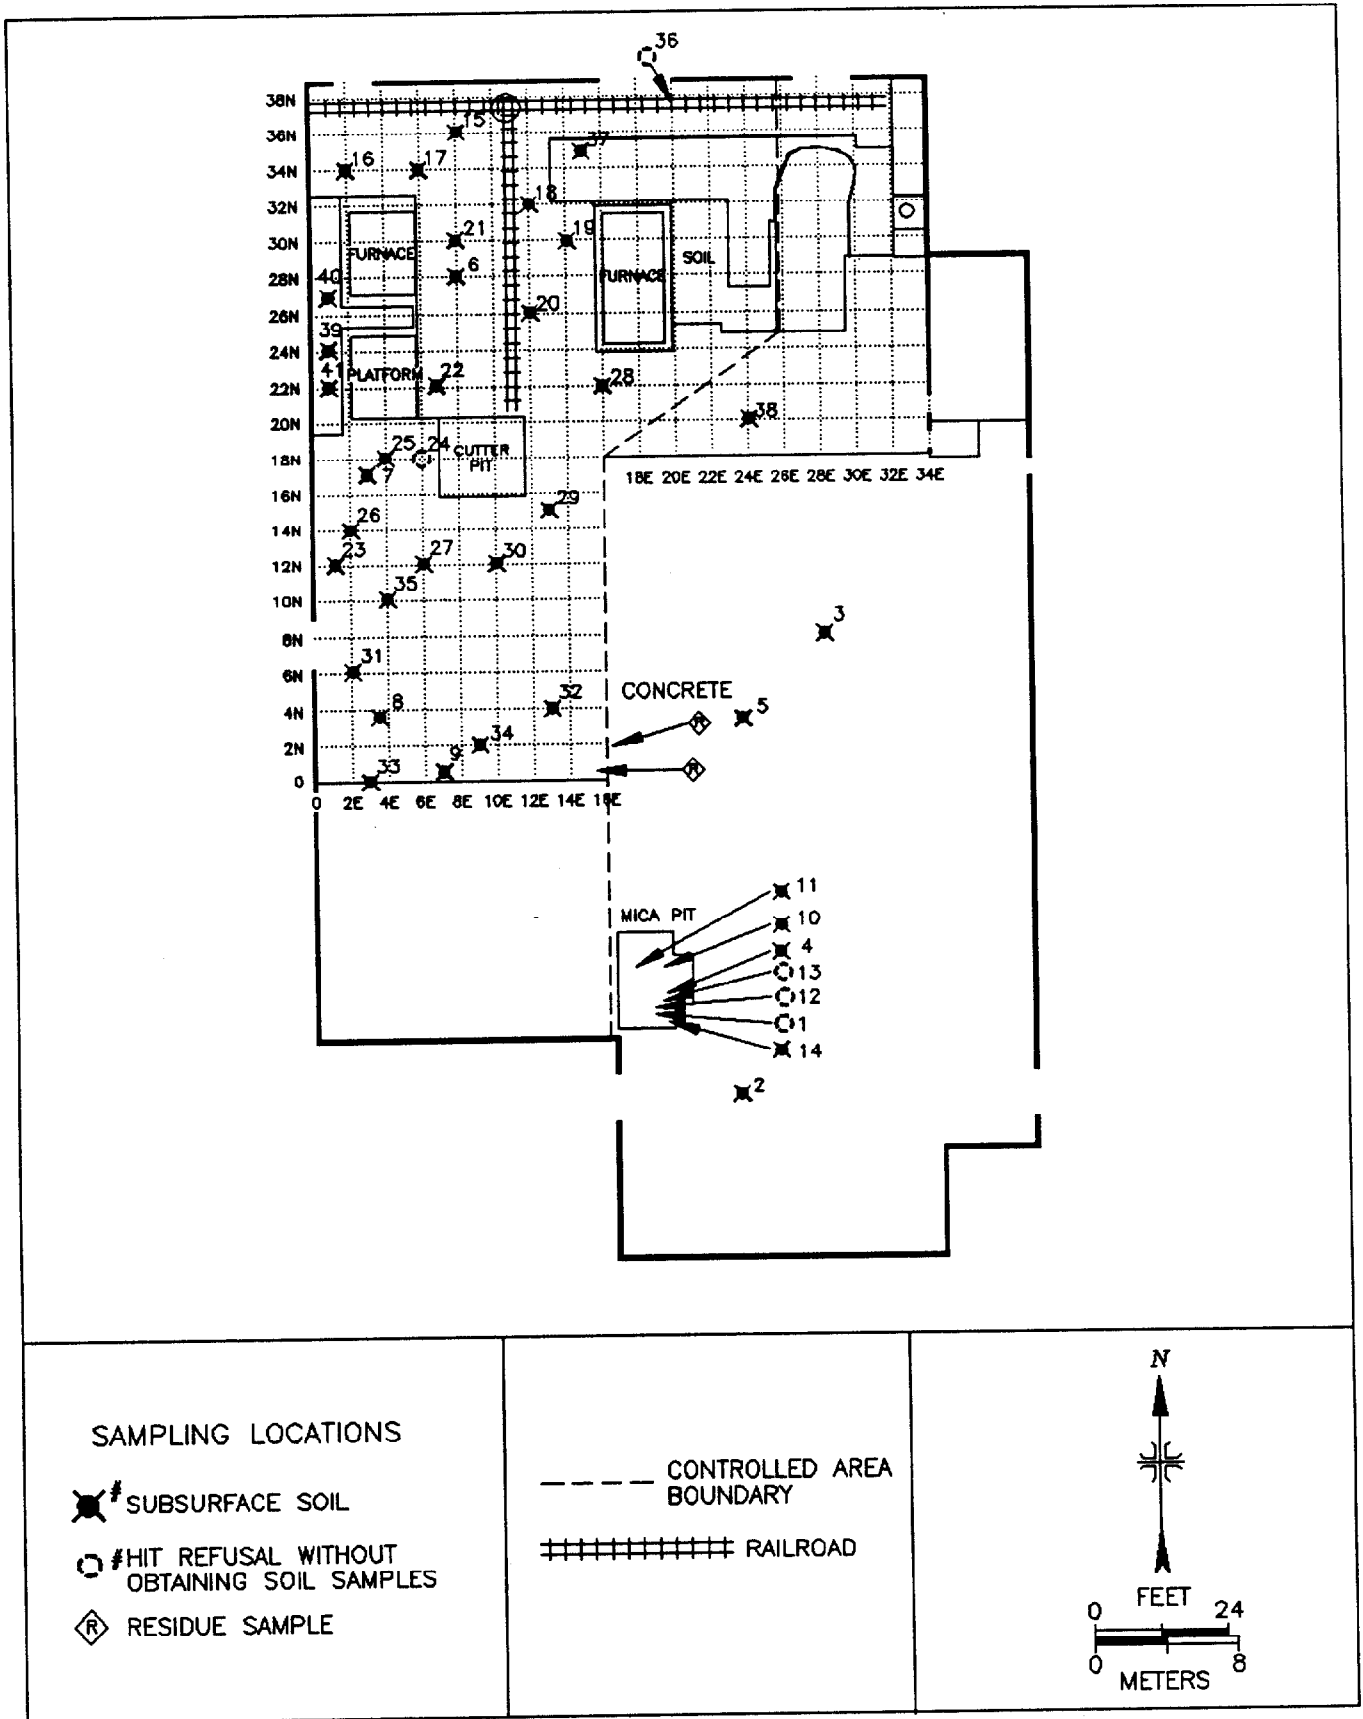 36
38N
15
36N
37
16
17
34N
18
32N
21
19
30N
FURNACE
SOIL
6
28N
FURNACE
40
20
26N
39
24N
41
PLATFORM
22
28
22N
38
20N
25
24
CUTTER
PIT
18N
7
18E 20E 22E 24E 26E 28E 30E 32E 34E
16N
29
26
14N
23
27
30
12N
35
10N
3
8N
31
6N
CONCRETE
32
8
5
4N
R
34
2N
9
33
R
0
0 2E 4E 6E 8E 10E 12E 14E 16E
11
MICA PIT
10
4
13
12
1
14
2
SAMPLING LOCATIONS
# SUBSURFACE SOIL
# HIT REFUSAL WITHOUT
OBTAINING SOIL SAMPLES
R RESIDUE SAMPLE
CONTROLLED AREA
BOUNDARY
RAILROAD
N
FEET
0 24
0 8
METERS